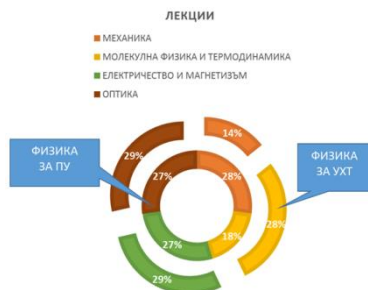 ЛЕКЦИИ
МЕХАНИКА
МОЛЕКУЛНА ФИЗИКА И ТЕРМОДИНАМИКА
ЕЛЕКТРИЧЕСТВО И МАГНЕТИЗЪМ
ОПТИКА
14%
29%
ФИЗИКА
ЗА ПУ
ФИЗИКА
ЗА УХТ
27%
28%
28%
18%
27%
29%